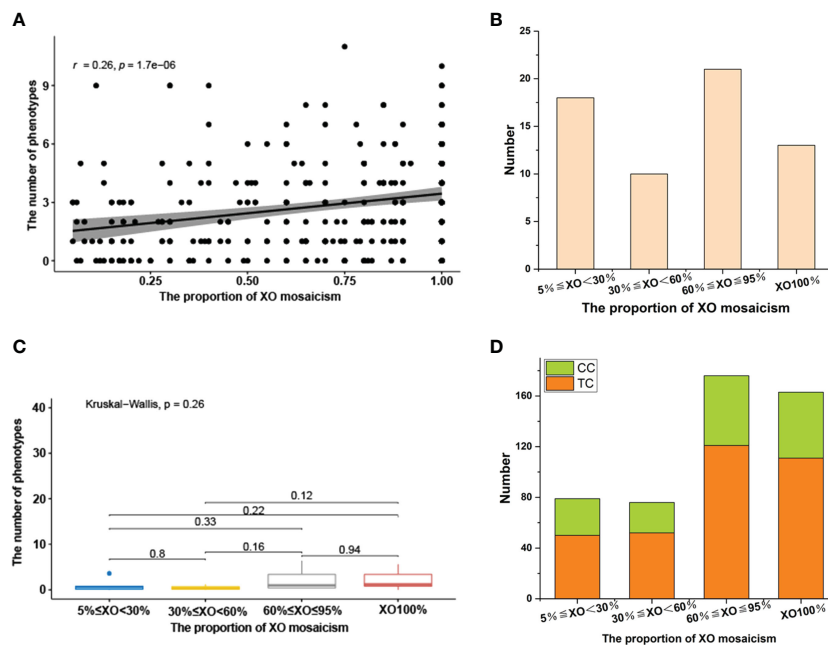 A
r = 0.26, p = 1.7e-06
The number of phenotypes
9
6
3
0
0.25
0.50
0.75
1.00
The proportion of XO mosaicism
B
Number
25
20
15
10
5
0
5%≦XO<30%
30%≦XO<60%
60%≦XO≦95%
XO100%
The proportion of XO mosaicism
C
Kruskal−Wallis, p = 0.26
The number of phenotypes
40
30
20
10
0
0.12
0.22
0.33
0.8
0.16
0.94
5%≤XO<30%
30%≤XO<60%
60%≤XO≤95%
XO100%
The proportion of XO mosaicism
D
CC
TC
Number
160
120
80
40
0
5%≦XO<30%
30%≦XO<60%
60%≦XO≦95%
XO100%
The proportion of XO mosaicism